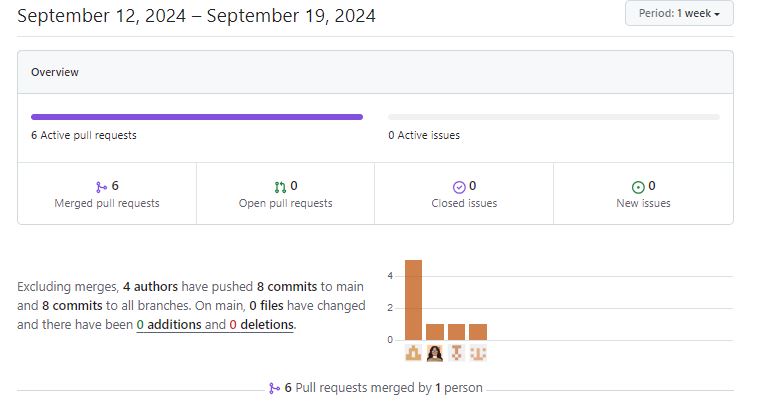 September 12, 2024 – September 19, 2024
Period: 1 week
Overview
6 Active pull requests
0 Active issues
6
Merged pull requests
0
Open pull requests
0
Closed issues
0
New issues
Excluding merges, 4 authors have pushed 8 commits to main
and 8 commits to all branches. On main, 0 files have changed
and there have been 0 additions and 0 deletions.
4
2
0
6 Pull requests merged by 1 person